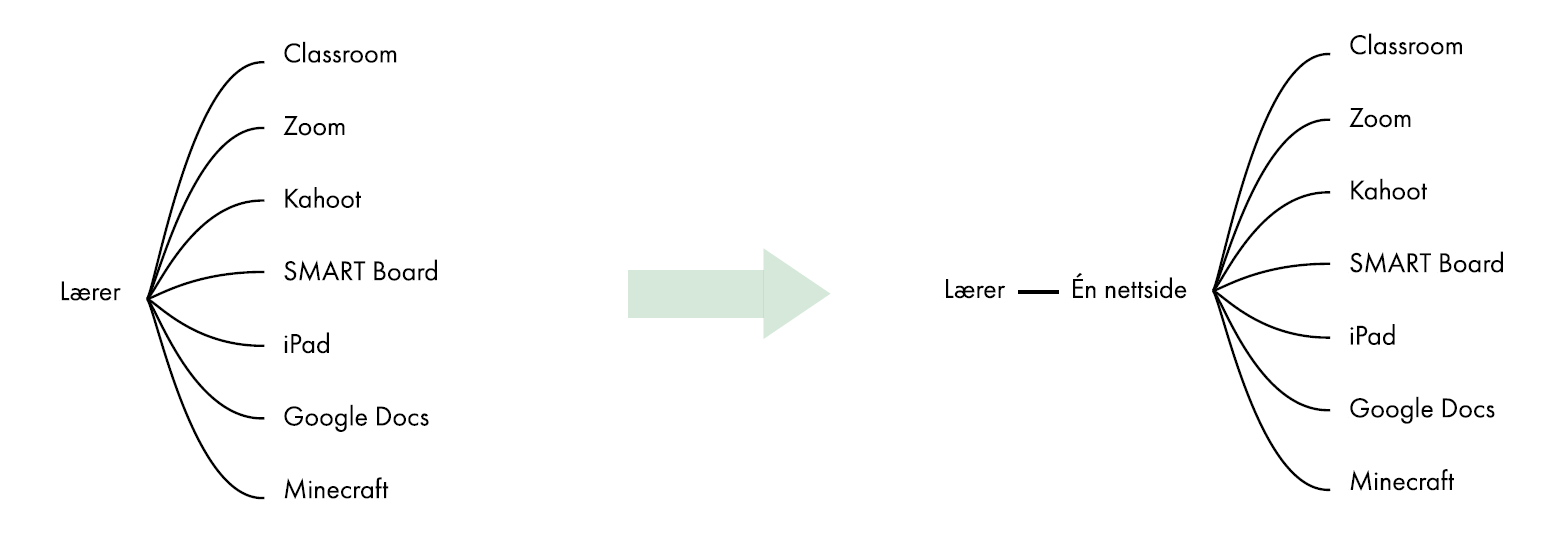 Classroom
Zoom
Kahoot
SMART Board
Lærer
iPad
Google Docs
Minecraft
Classroom
Zoom
Kahoot
SMART Board
Lærer
Én nettside
iPad
Google Docs
Minecraft